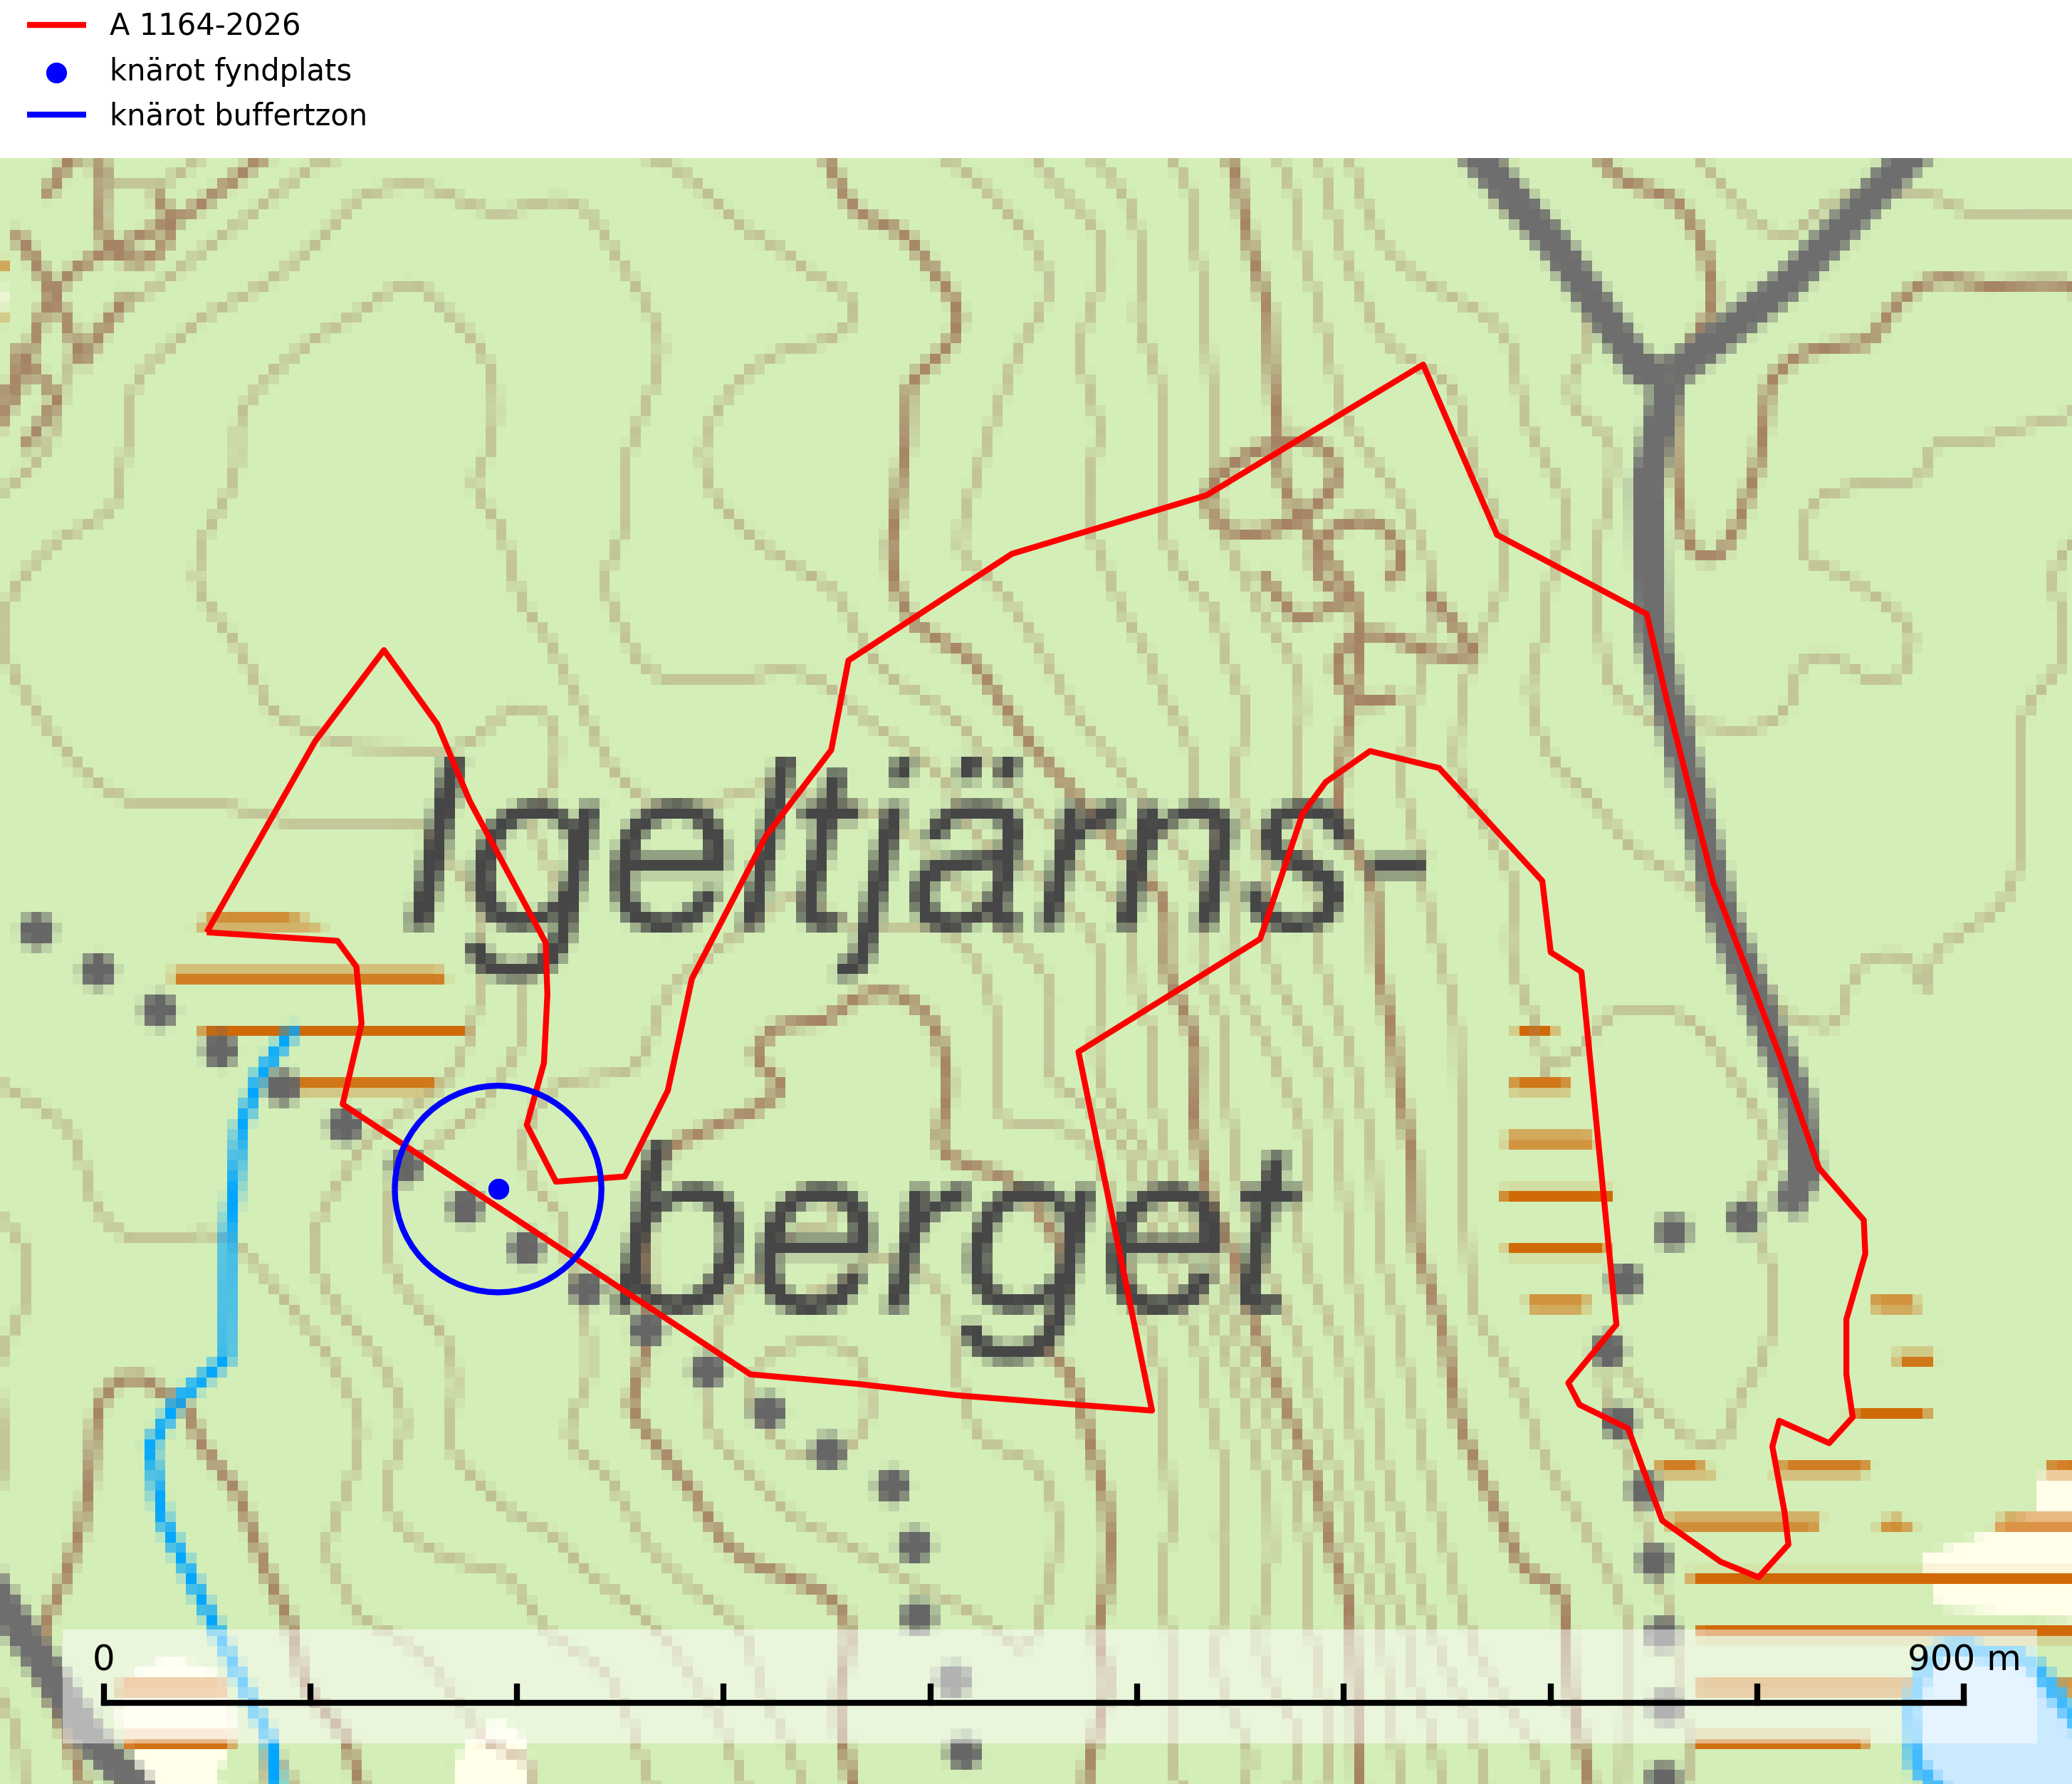 A 1164-2026
knärot fyndplats
knärot buffertzon
Igeltjärns-
berget
0 900 m